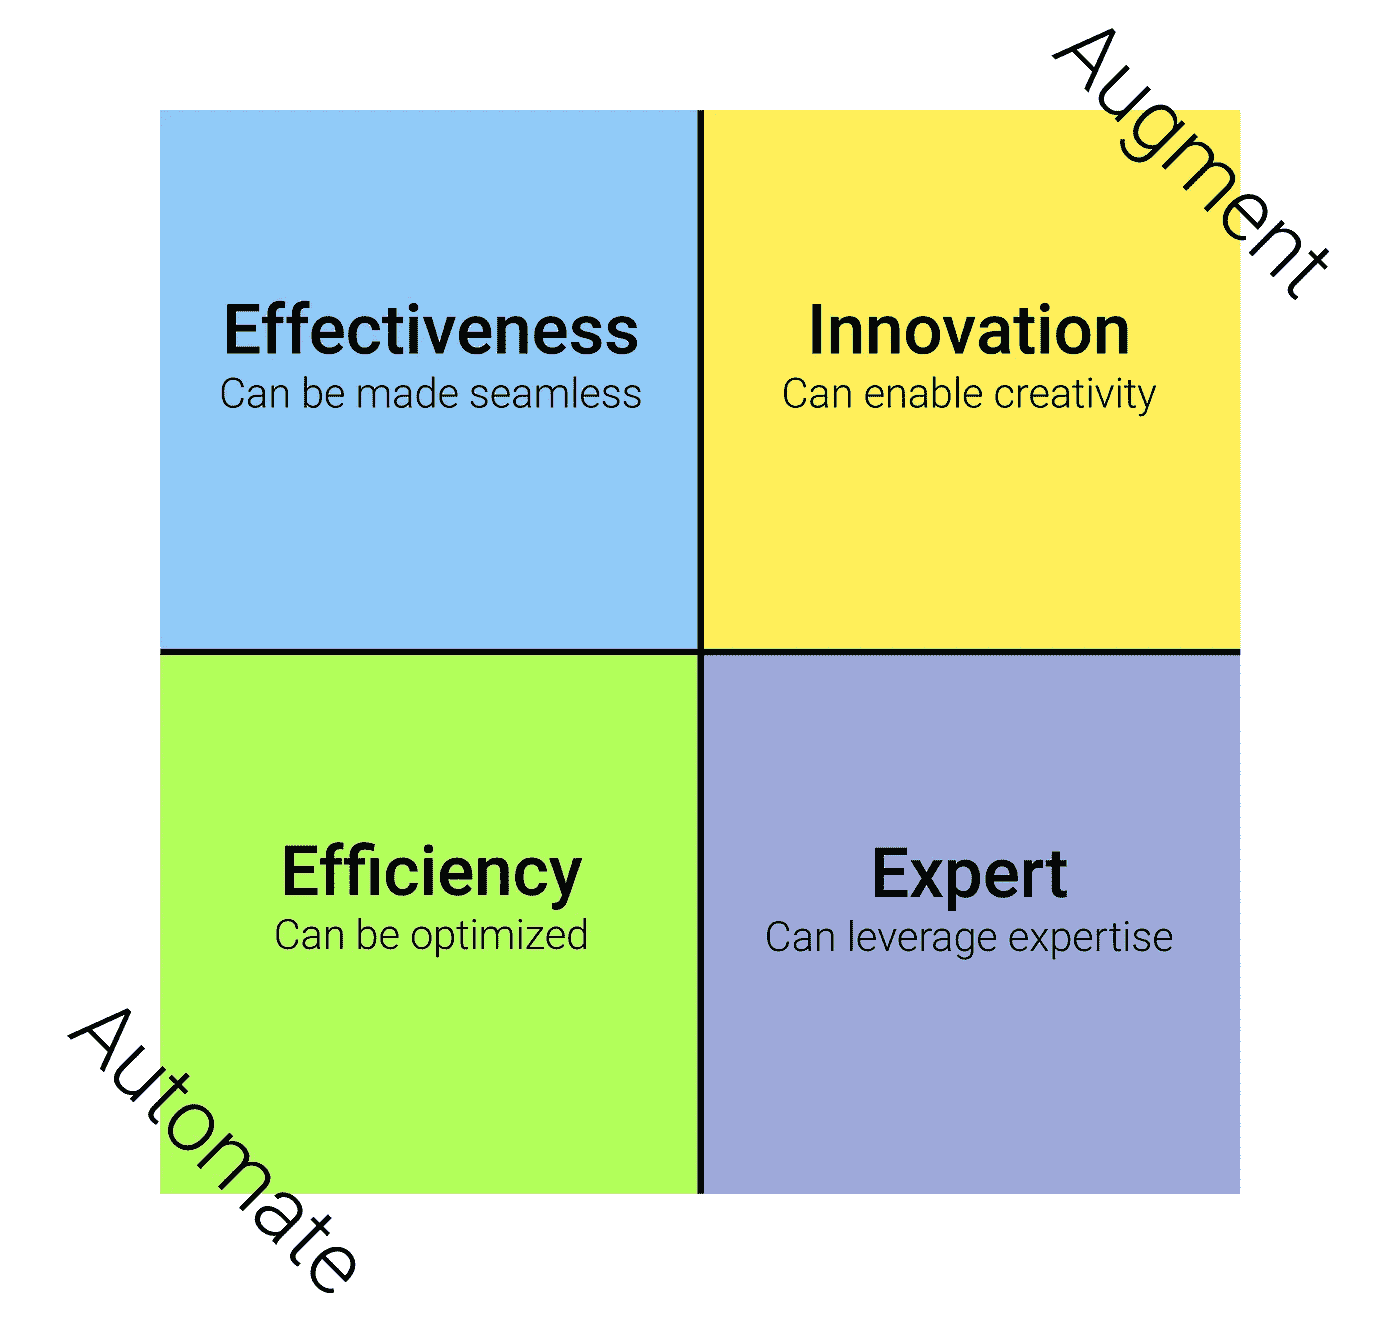 Augment
Effectiveness
Can be made seamless
Innovation
Can enable creativity
Efficiency
Can be optimized
Expert
Can leverage expertise
Automate